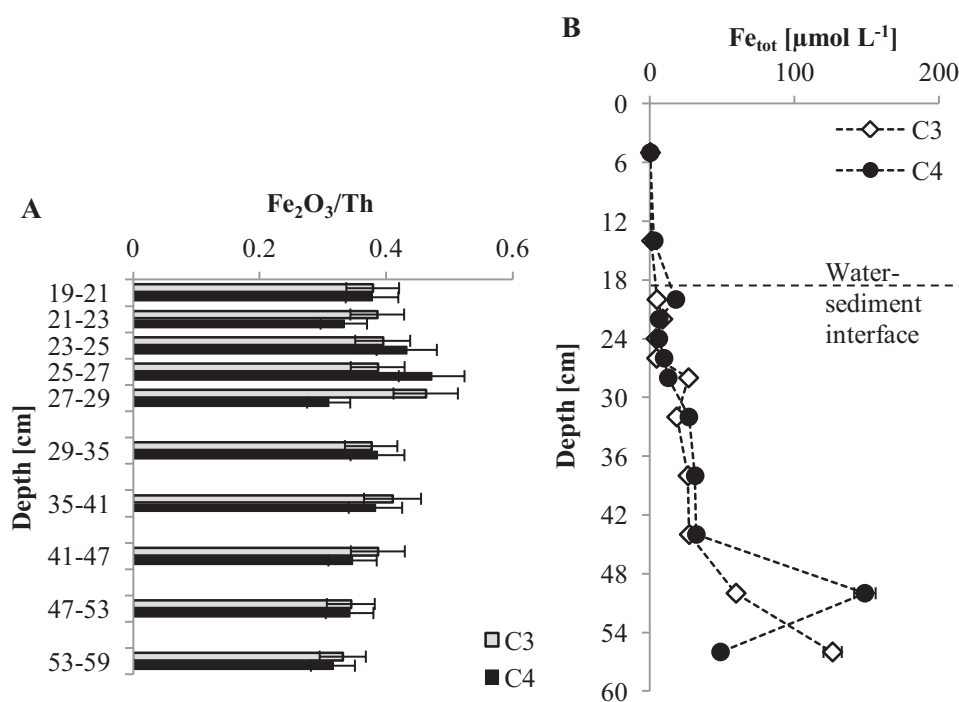 A
Fe₂O₃/Th
0 0.2 0.4 0.6
Depth [cm]
19-21
21-23
23-25
25-27
27-29
29-35
35-41
41-47
47-53
53-59
C3
C4
B
Feₜₒₜ [µmol L⁻¹]
0 100 200
Depth [cm]
0
6
12
18
24
30
36
42
48
54
60
C3
C4
Water-
sediment
interface